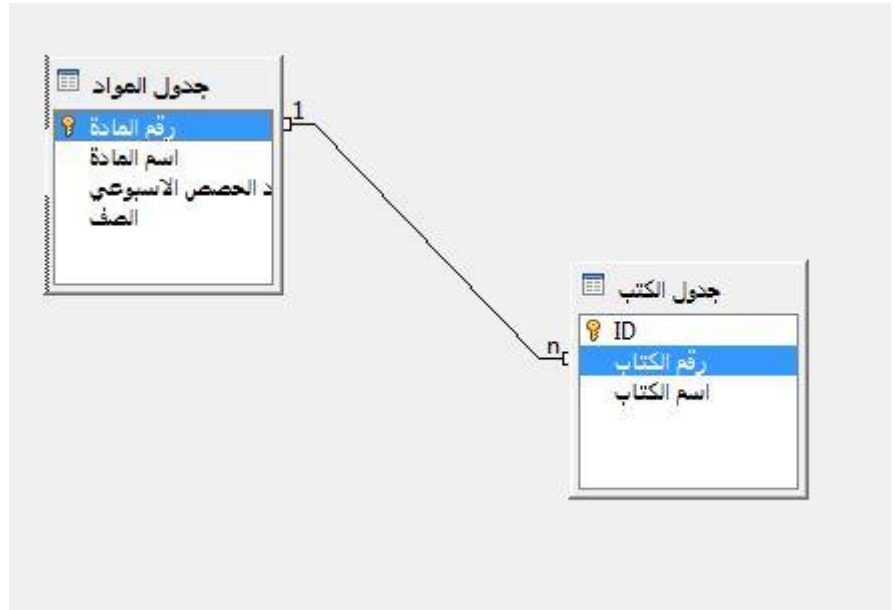 جدول المواد
رقم المادة
اسم المادة
د الحصص الاسبوعي
الصف
1
n
جدول الكتب
ID
رقم الكتاب
اسم الكتاب